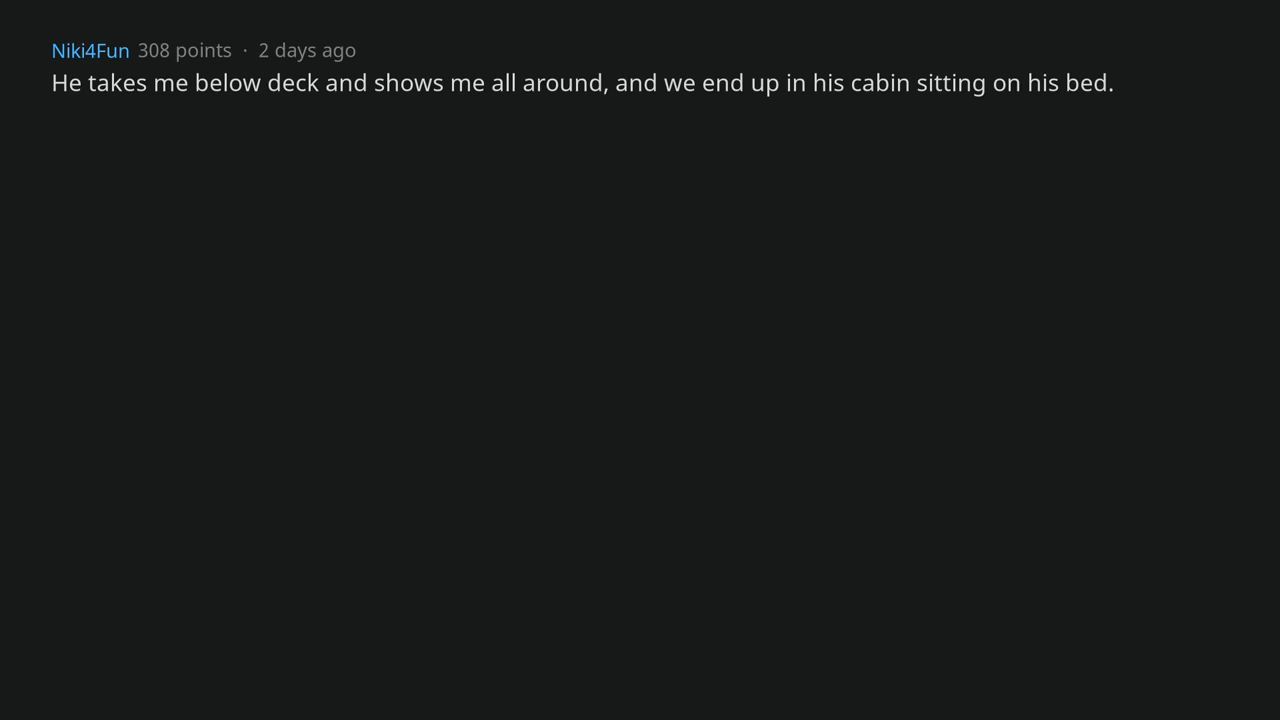 Niki4Fun 308 points · 2 days ago
He takes me below deck and shows me all around, and we end up in his cabin sitting on his bed.